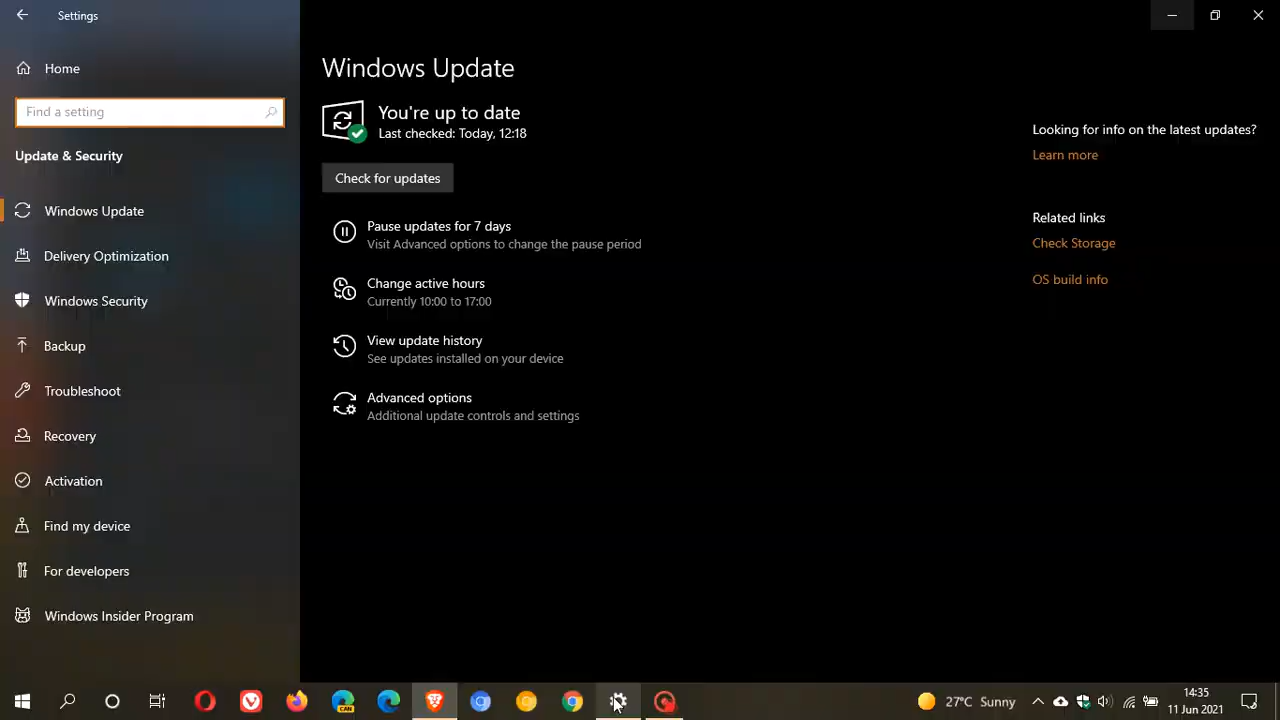 Settings
Home
Find a setting
Update & Security
Windows Update
Delivery Optimization
Windows Security
Backup
Troubleshoot
Recovery
Activation
Find my device
For developers
Windows Insider Program
Windows Update
You're up to date
Last checked: Today, 12:18
Check for updates
Pause updates for 7 days
Visit Advanced options to change the pause period
Change active hours
Currently 10:00 to 17:00
View update history
See updates installed on your device
Advanced options
Additional update controls and settings
Looking for info on the latest updates?
Learn more
Related links
Check Storage
OS build info
CAN
27°C Sunny
14:35
11 Jun 2021